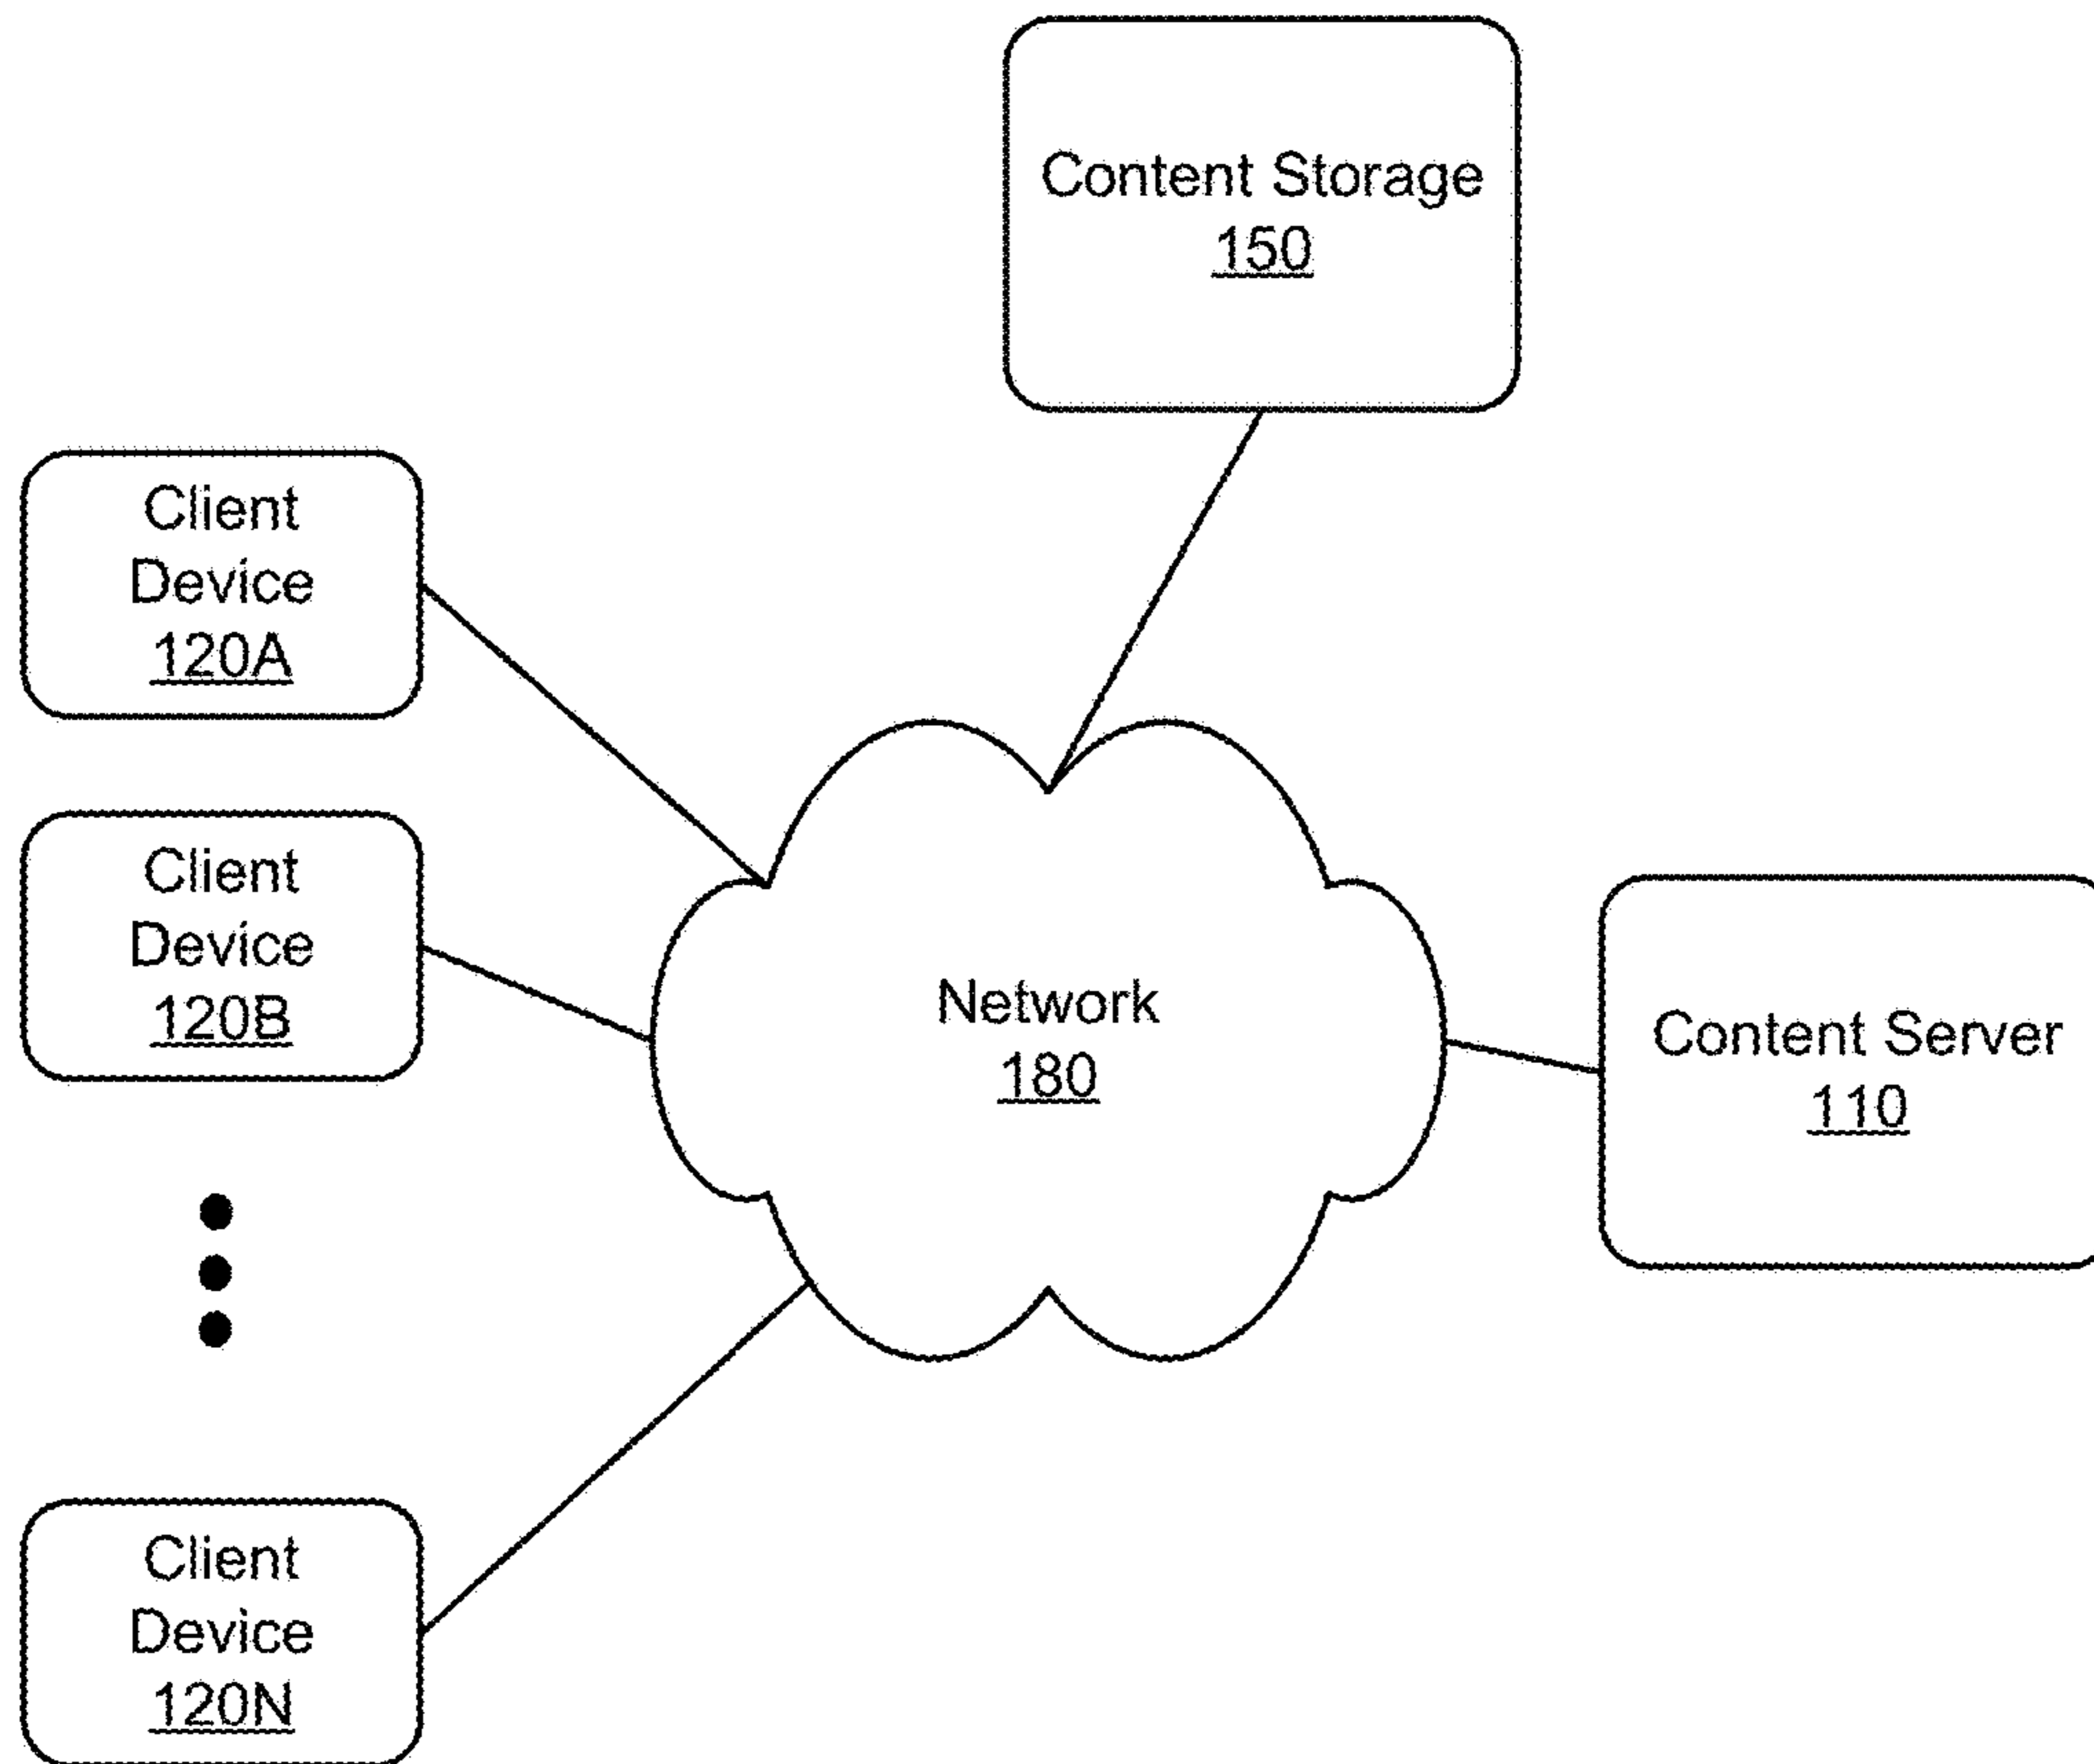 Content Storage
150
Client
Device
120A
Client
Device
120B
Network
180
Content Server
110
Client
Device
120N